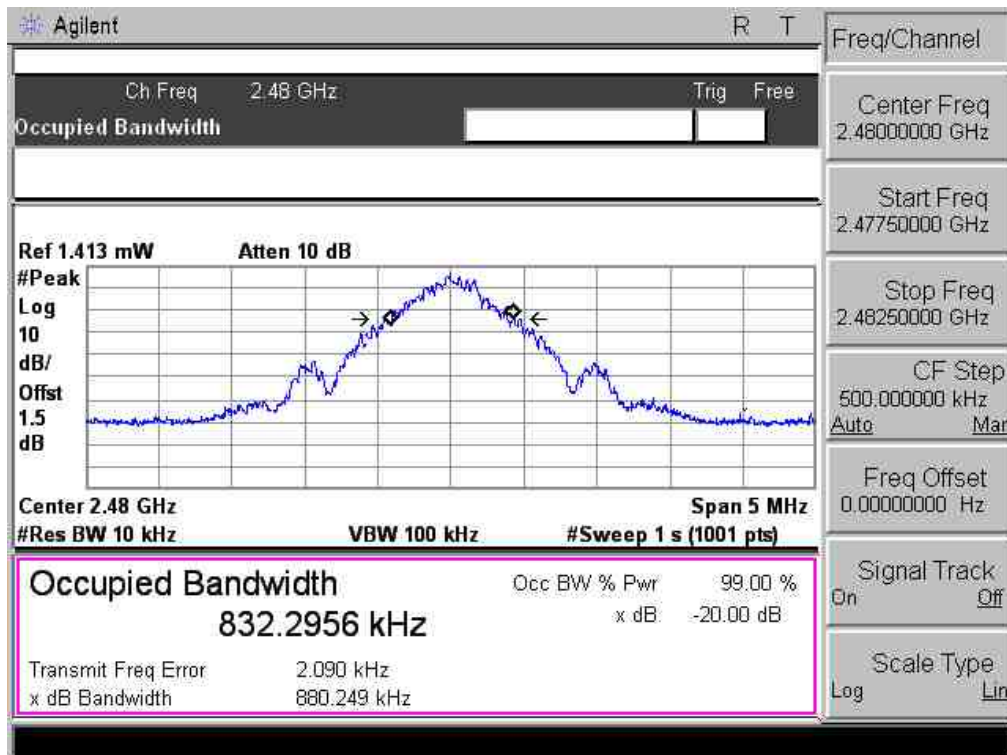 Agilent
R T
Ch Freq 2.48 GHz
Trig Free
Occupied Bandwidth
Ref 1.413 mW
Atten 10 dB
#Peak
Log
10
dB/
Offst
1.5
dB
Center 2.48 GHz
Span 5 MHz
#Res BW 10 kHz
VBW 100 kHz
#Sweep 1 s (1001 pts)
Occupied Bandwidth
832.2956 kHz
Occ BW % Pwr 99.00 %
x dB -20.00 dB
Transmit Freq Error 2.090 kHz
x dB Bandwidth 880.249 kHz
Freq/Channel
Center Freq
2.48000000 GHz
Start Freq
2.47750000 GHz
Stop Freq
2.48250000 GHz
CF Step
500.000000 kHz
Auto Man
Freq Offset
0.00000000 Hz
Signal Track
On Off
Scale Type
Log Lin